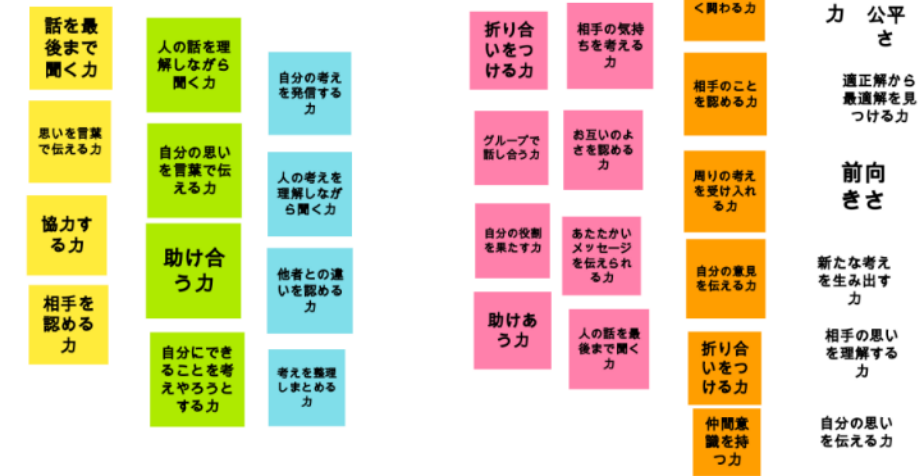 話を最
後まで
聞く力
思いを言葉
で伝える力
協力す
る力
相手を
認める
力
人の話を理
解しながら
聞く力
自分の思い
を言葉で伝
える力
助け合
う力
自分にでき
ることを考
えやろうと
する力
自分の考え
を発信する
力
人の考えを
理解しなが
ら聞く力
他者との違
いを認める
力
考えを整理
しまとめる
力
折り合
いをつ
ける力
グループで
話し合う力
自分の役割
を果たす力
助けあ
う力
相手の気持
ちを考える
力
お互いのよ
さを認める
力
あたたかい
メッセージ
を伝えられ
る力
人の話を最
後まで聞く
力
く関わる力
相手のこと
を認める力
周りの考え
を受け入れ
る力
自分の意見
を伝える力
折り合
いをつ
ける力
仲間意
識を持
つ力
力 公平
さ
適正解から
最適解を見
つける力
前向
きさ
新たな考え
を生み出す
力
相手の思い
を理解する
力
自分の思い
を伝える力